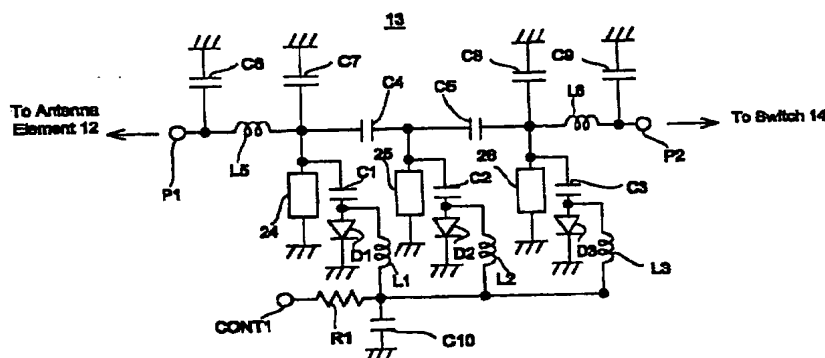 13
C6
C7
C8
C9
C4
C5
L6
To Antenna
Element 12
To Switch 14
P1
L5
P2
25
26
C1
C2
C3
24
D1
D2
D3
L1
L2
L3
CONT1
R1
C10